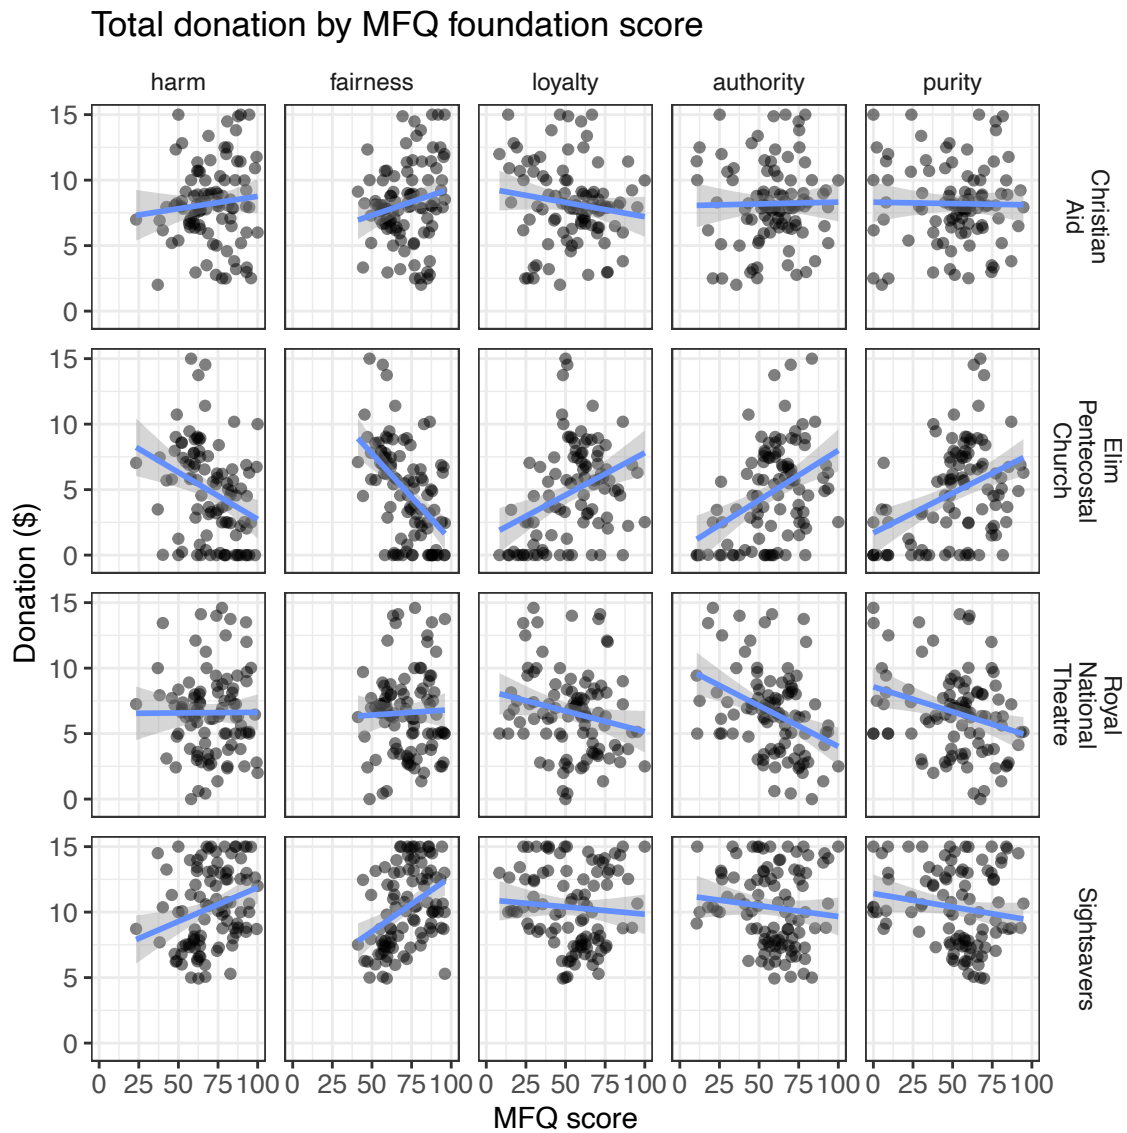 Total donation by MFQ foundation score
harm fairness loyalty authority purity
15
10
5
0
Christian
Aid
15
10
5
0
Elim
Pentecostal
Church
15
10
5
0
Royal
National
Theatre
15
10
5
0
Sightsavers
Donation ($)
0 25 50 75 100 0 25 50 75 100 0 25 50 75 100 0 25 50 75 100 0 25 50 75 100
MFQ score